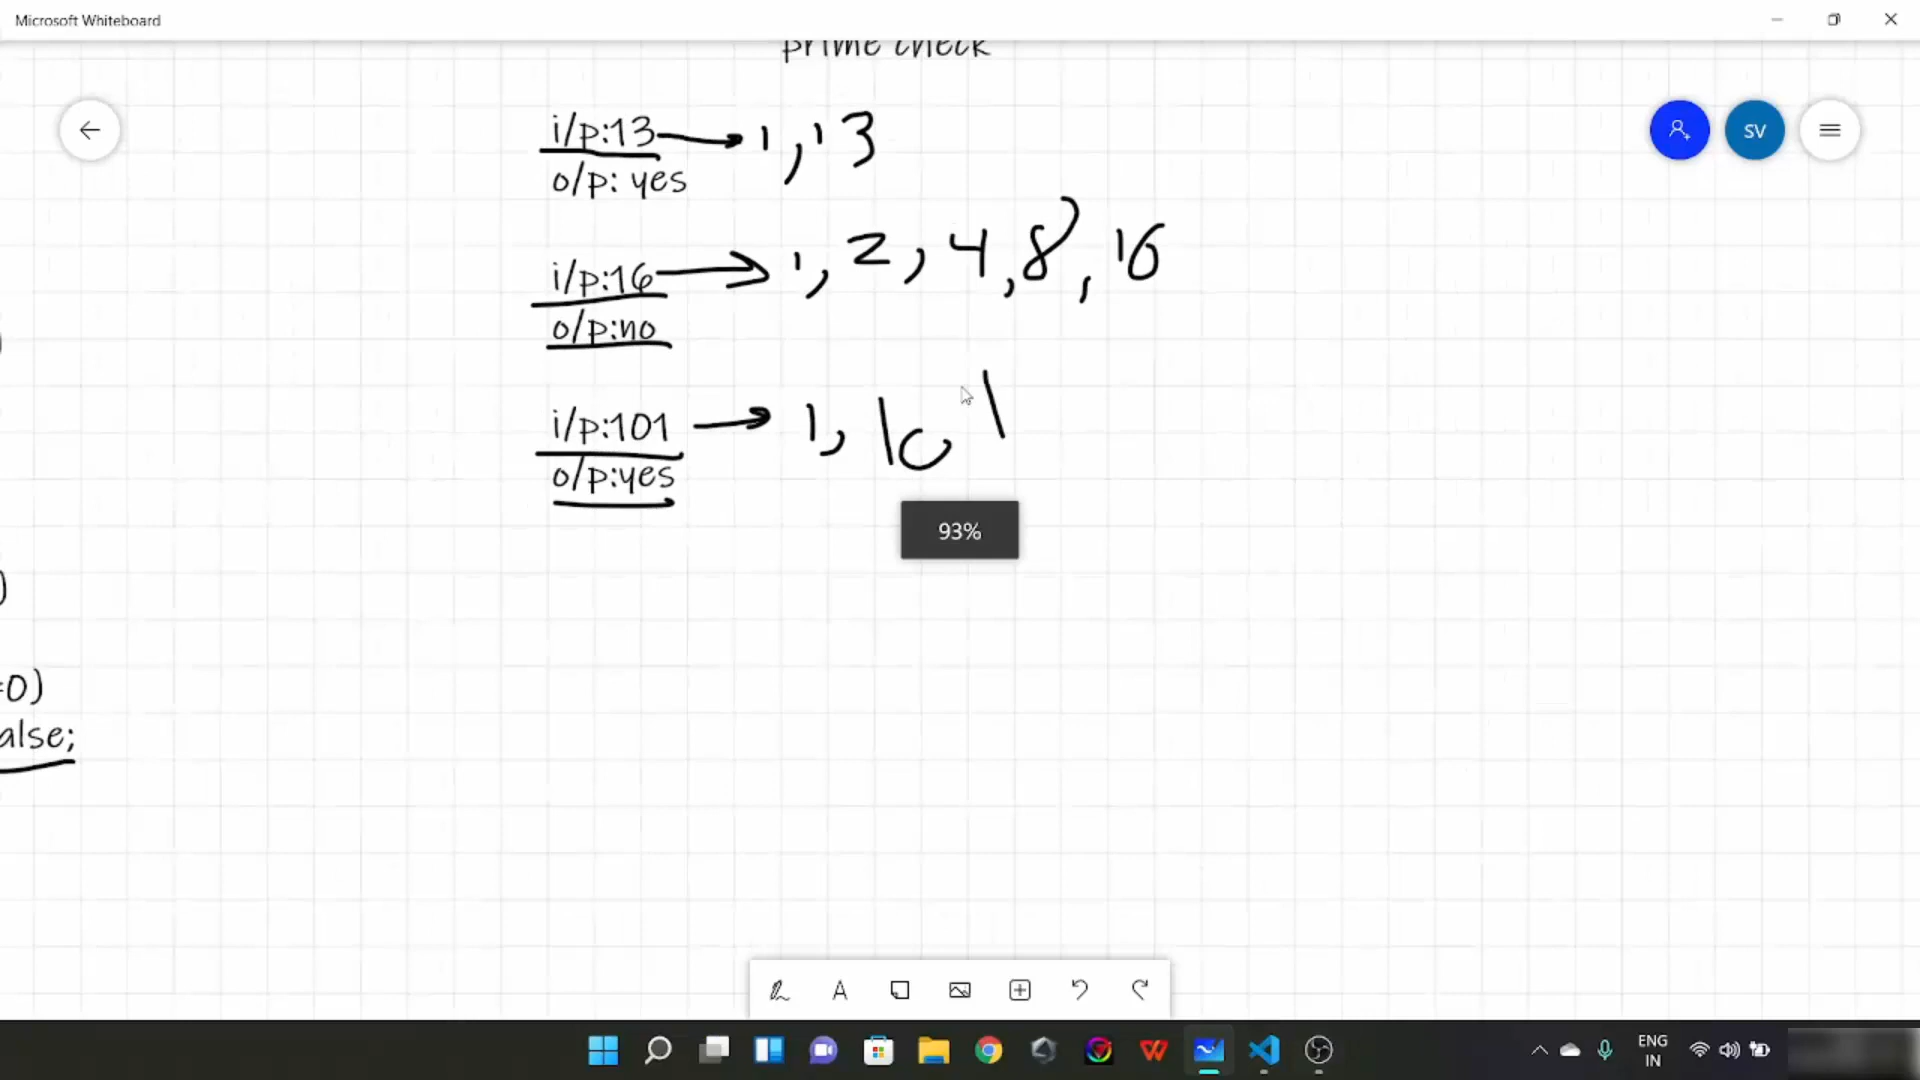 Microsoft Whiteboard
prime check
i/p:13 → 1, 13
o/p: yes
SV
i/p:16 → 1, 2, 4, 8, 16
o/p:no
i/p:101 → 1, 101
o/p:yes
93%
)
)
=0)
alse;
ENG
IN